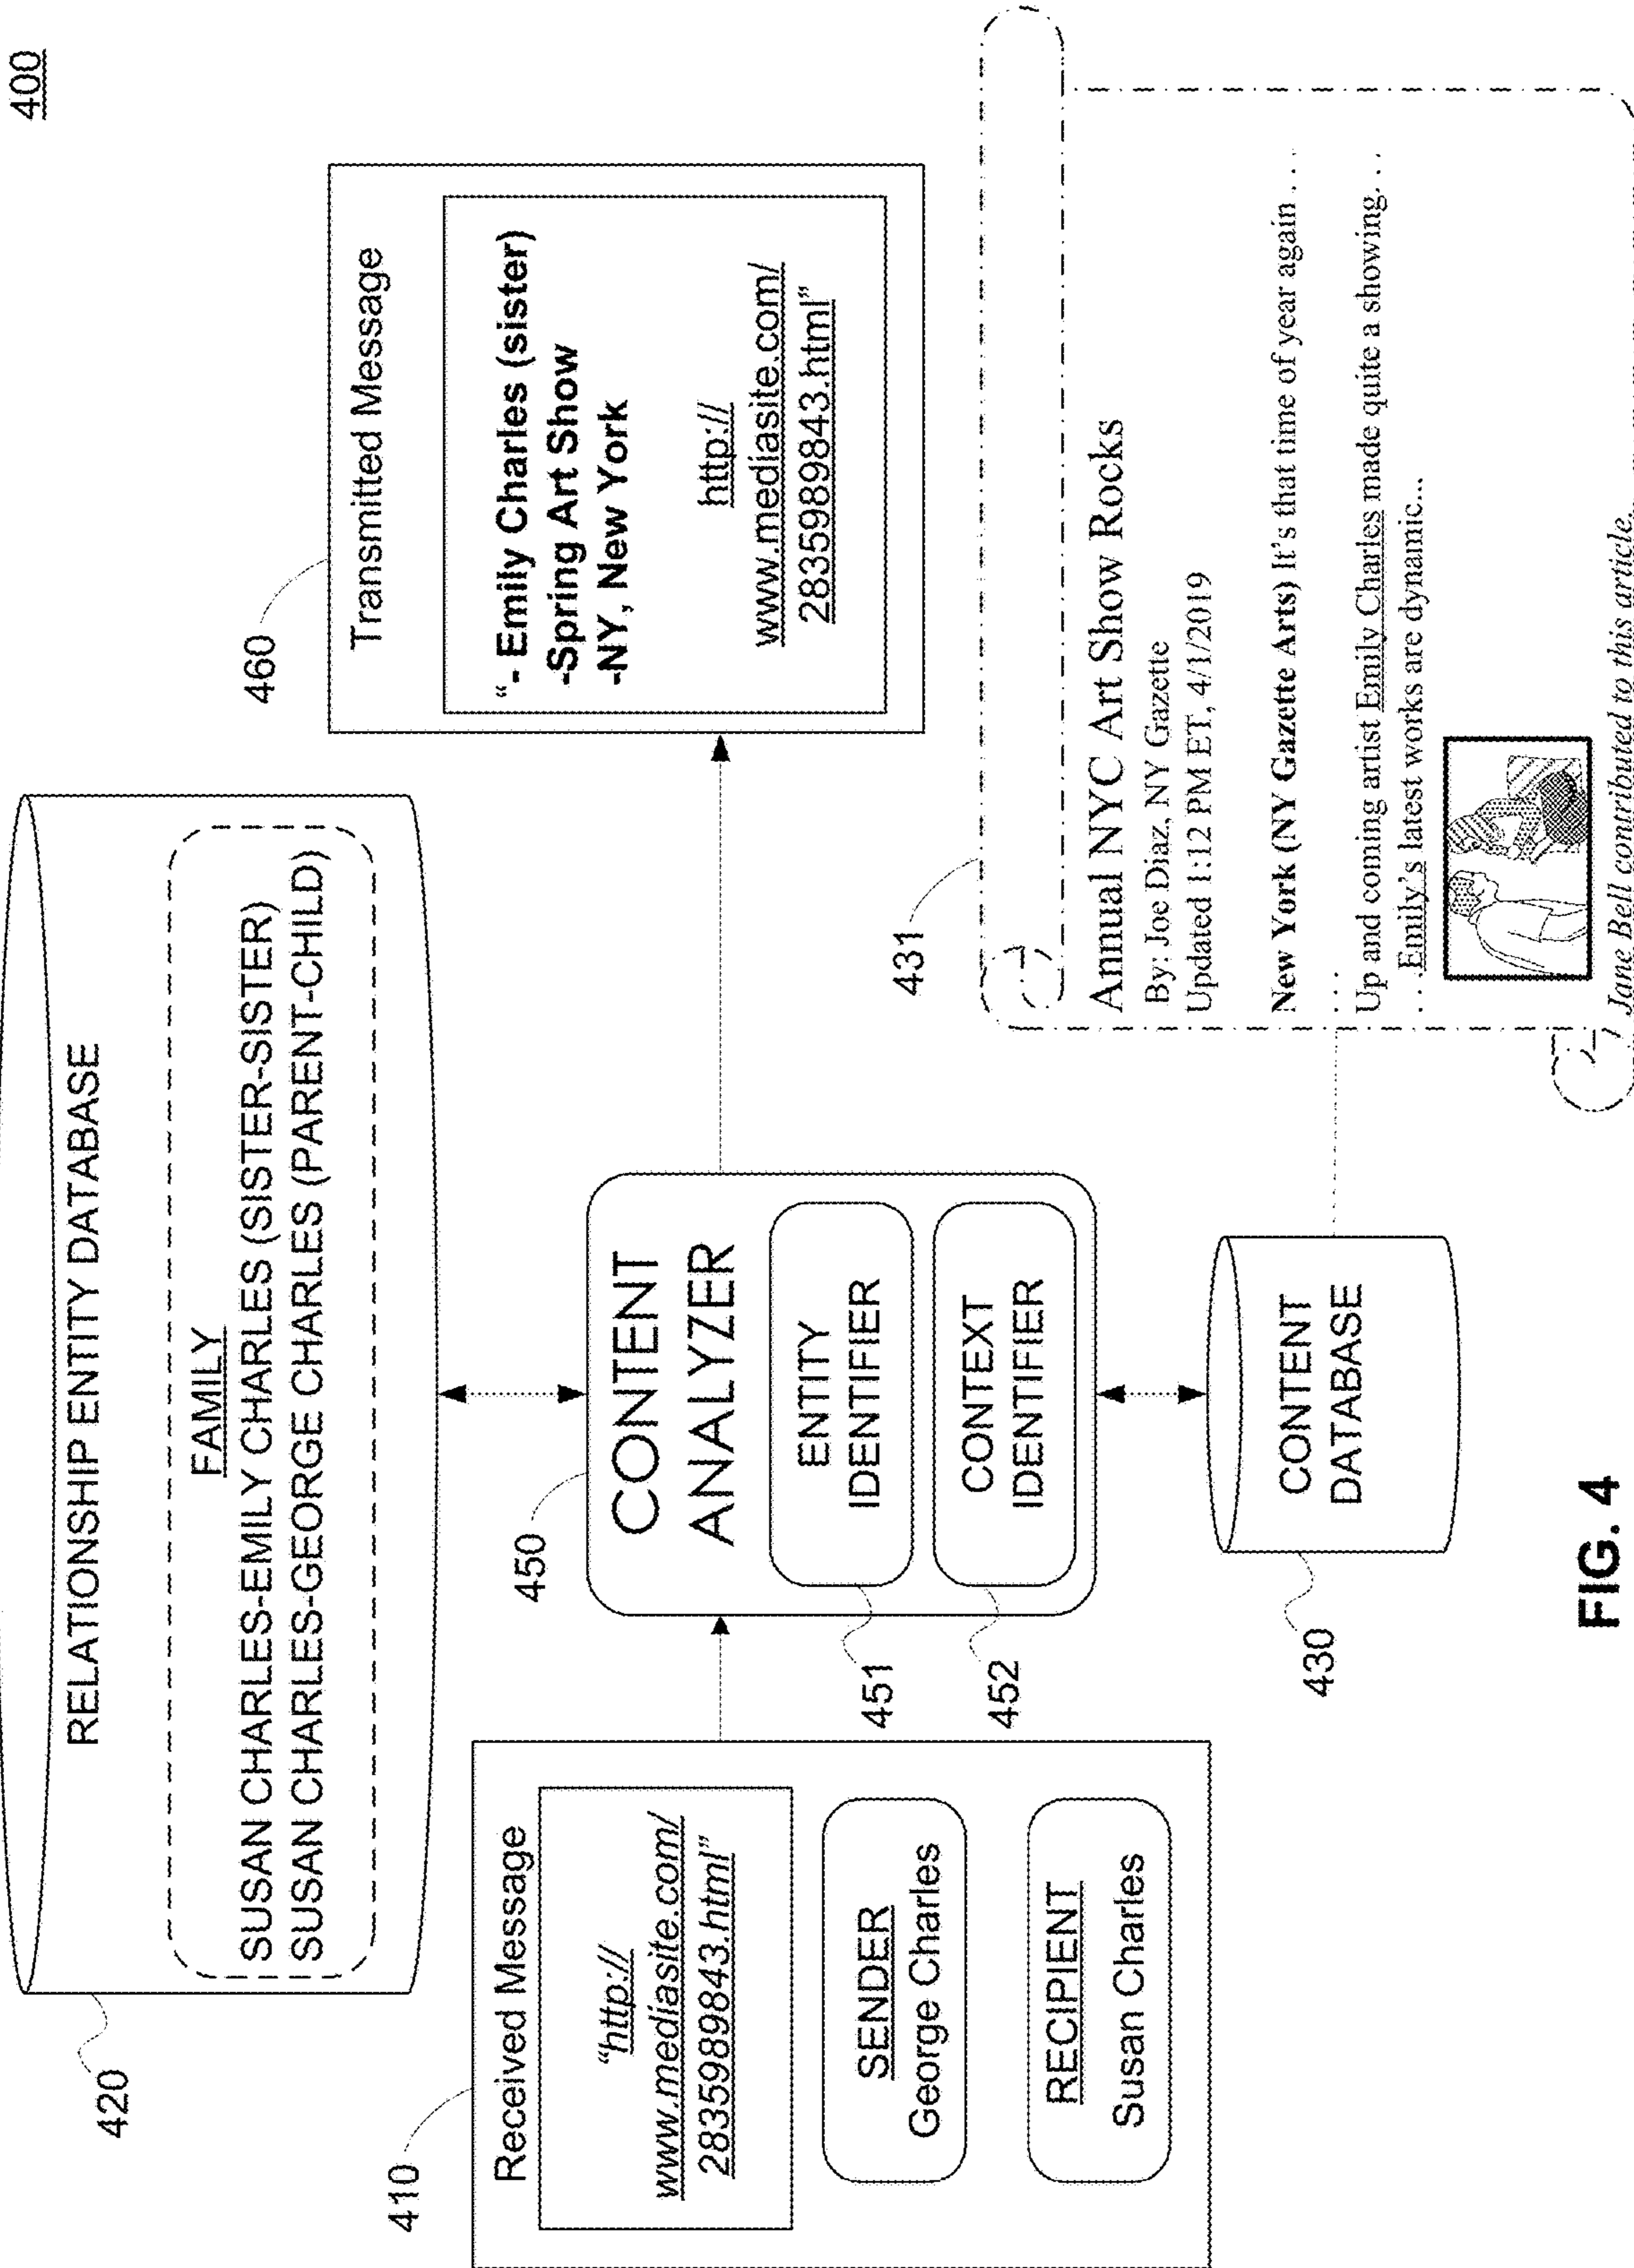 400
RELATIONSHIP ENTITY DATABASE
FAMILY
SUSAN CHARLES-EMILY CHARLES (SISTER-SISTER)
SUSAN CHARLES-GEORGE CHARLES (PARENT-CHILD)
420
410
Received Message
“http://
www.mediasite.com/
2835989843.html”
SENDER
George Charles
RECIPIENT
Susan Charles
450
CONTENT
ANALYZER
ENTITY
IDENTIFIER
451
CONTEXT
IDENTIFIER
452
CONTENT
DATABASE
430
460
Transmitted Message
“- Emily Charles (sister)
-Spring Art Show
-NY, New York
http://
www.mediasite.com/
2835989843.html”
431
Annual NYC Art Show Rocks
By: Joe Diaz, NY Gazette
Updated 1:12 PM ET, 4/1/2019
New York (NY Gazette Arts) It's that time of year again . . .
Up and coming artist Emily Charles made quite a showing. . .
. . .Emily's latest works are dynamic...
Jane Bell contributed to this article.
FIG. 4